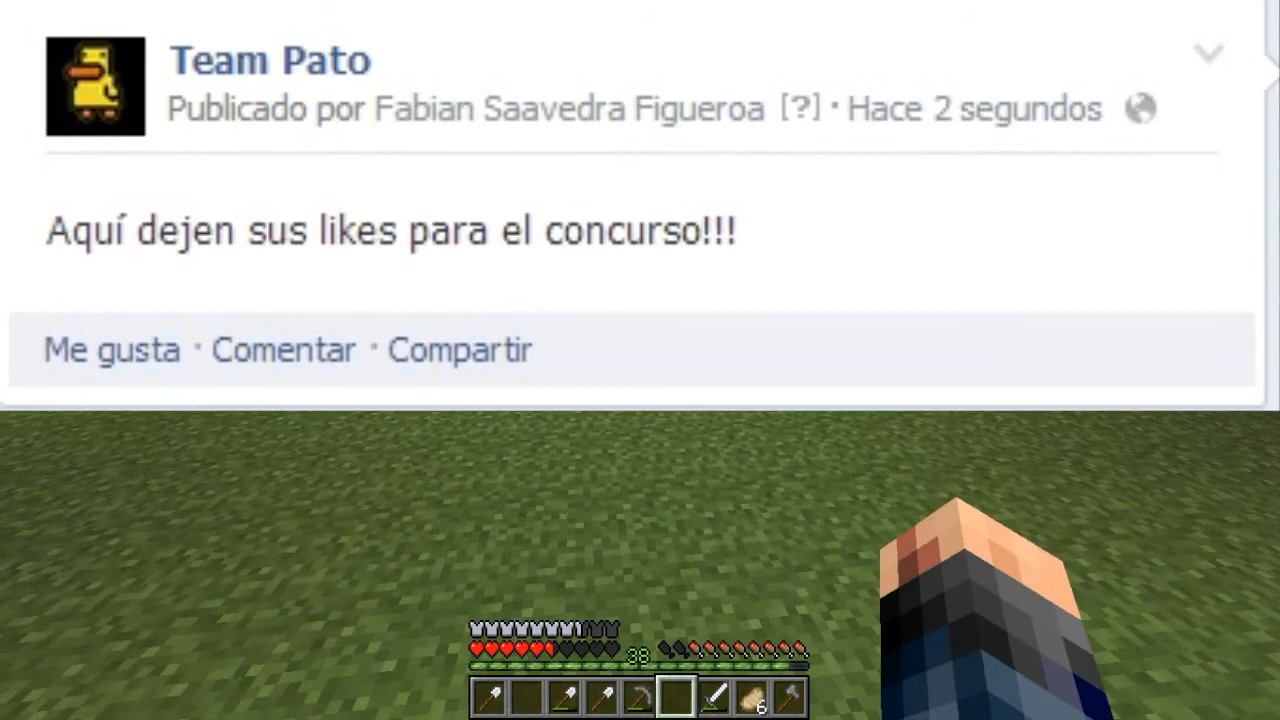 Team Pato
Publicado por Fabian Saavedra Figueroa [?] · Hace 2 segundos
Aquí dejen sus likes para el concurso!!!
Me gusta · Comentar · Compartir
38
6